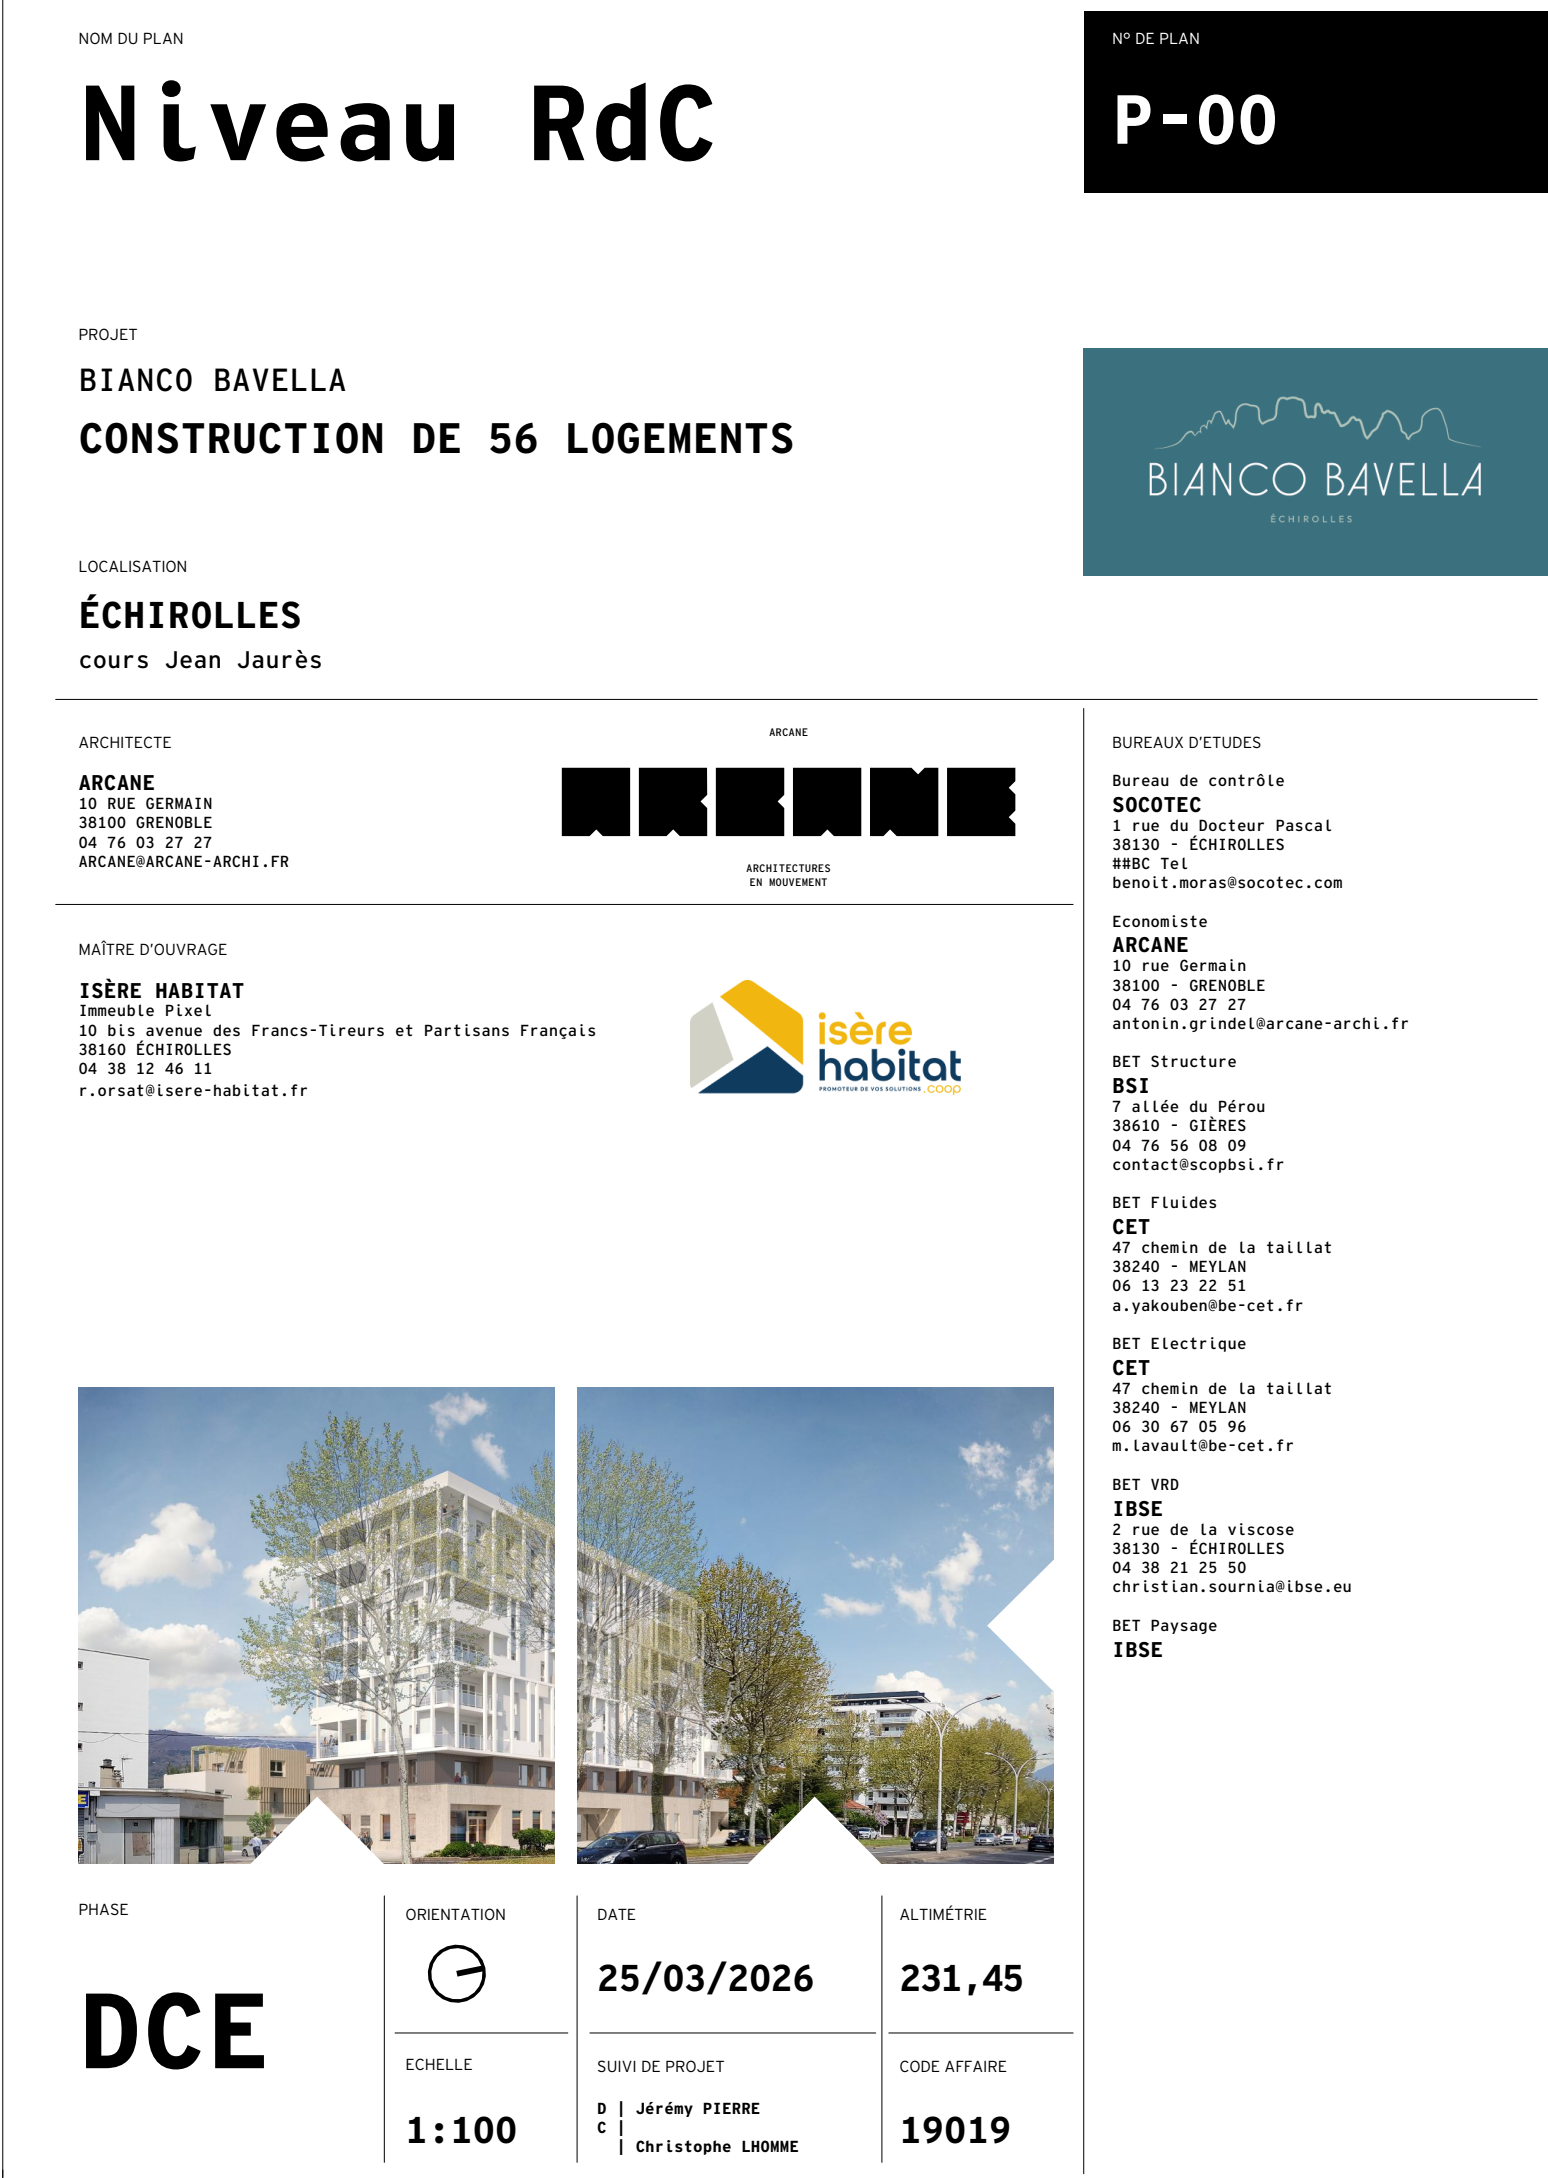 NOM DU PLAN
Niveau RdC
N° DE PLAN
P-00
PROJET
BIANCO BAVELLA
CONSTRUCTION DE 56 LOGEMENTS
BIANCO BAVELLA
ÉCHIROLLES
LOCALISATION
ÉCHIROLLES
cours Jean Jaurès
ARCHITECTE
ARCANE
10 RUE GERMAIN
38100 GRENOBLE
04 76 03 27 27
ARCANE@ARCANE-ARCHI.FR
ARCANE
ARCANE
ARCHITECTURES
EN MOUVEMENT
MAÎTRE D'OUVRAGE
ISÈRE HABITAT
Immeuble Pixel
10 bis avenue des Francs-Tireurs et Partisans Français
38160 ÉCHIROLLES
04 38 12 46 11
r.orsat@isere-habitat.fr
isère
habitat
PROMOTEUR DE VOS SOLUTIONS .COOP
BUREAUX D'ETUDES
Bureau de contrôle
SOCOTEC
1 rue du Docteur Pascal
38130 - ÉCHIROLLES
##BC Tel
benoit.moras@socotec.com
Economiste
ARCANE
10 rue Germain
38100 - GRENOBLE
04 76 03 27 27
antonin.grindel@arcane-archi.fr
BET Structure
BSI
7 allée du Pérou
38610 - GIÈRES
04 76 56 08 09
contact@scopbsi.fr
BET Fluides
CET
47 chemin de la taillat
38240 - MEYLAN
06 13 23 22 51
a.yakouben@be-cet.fr
BET Electrique
CET
47 chemin de la taillat
38240 - MEYLAN
06 30 67 05 96
m.lavault@be-cet.fr
BET VRD
IBSE
2 rue de la viscose
38130 - ÉCHIROLLES
04 38 21 25 50
christian.sournia@ibse.eu
BET Paysage
IBSE
PHASE
DCE
ORIENTATION
ECHELLE
1:100
DATE
25/03/2026
SUIVI DE PROJET
D | Jérémy PIERRE
C |
| Christophe LHOMME
ALTIMÉTRIE
231,45
CODE AFFAIRE
19019